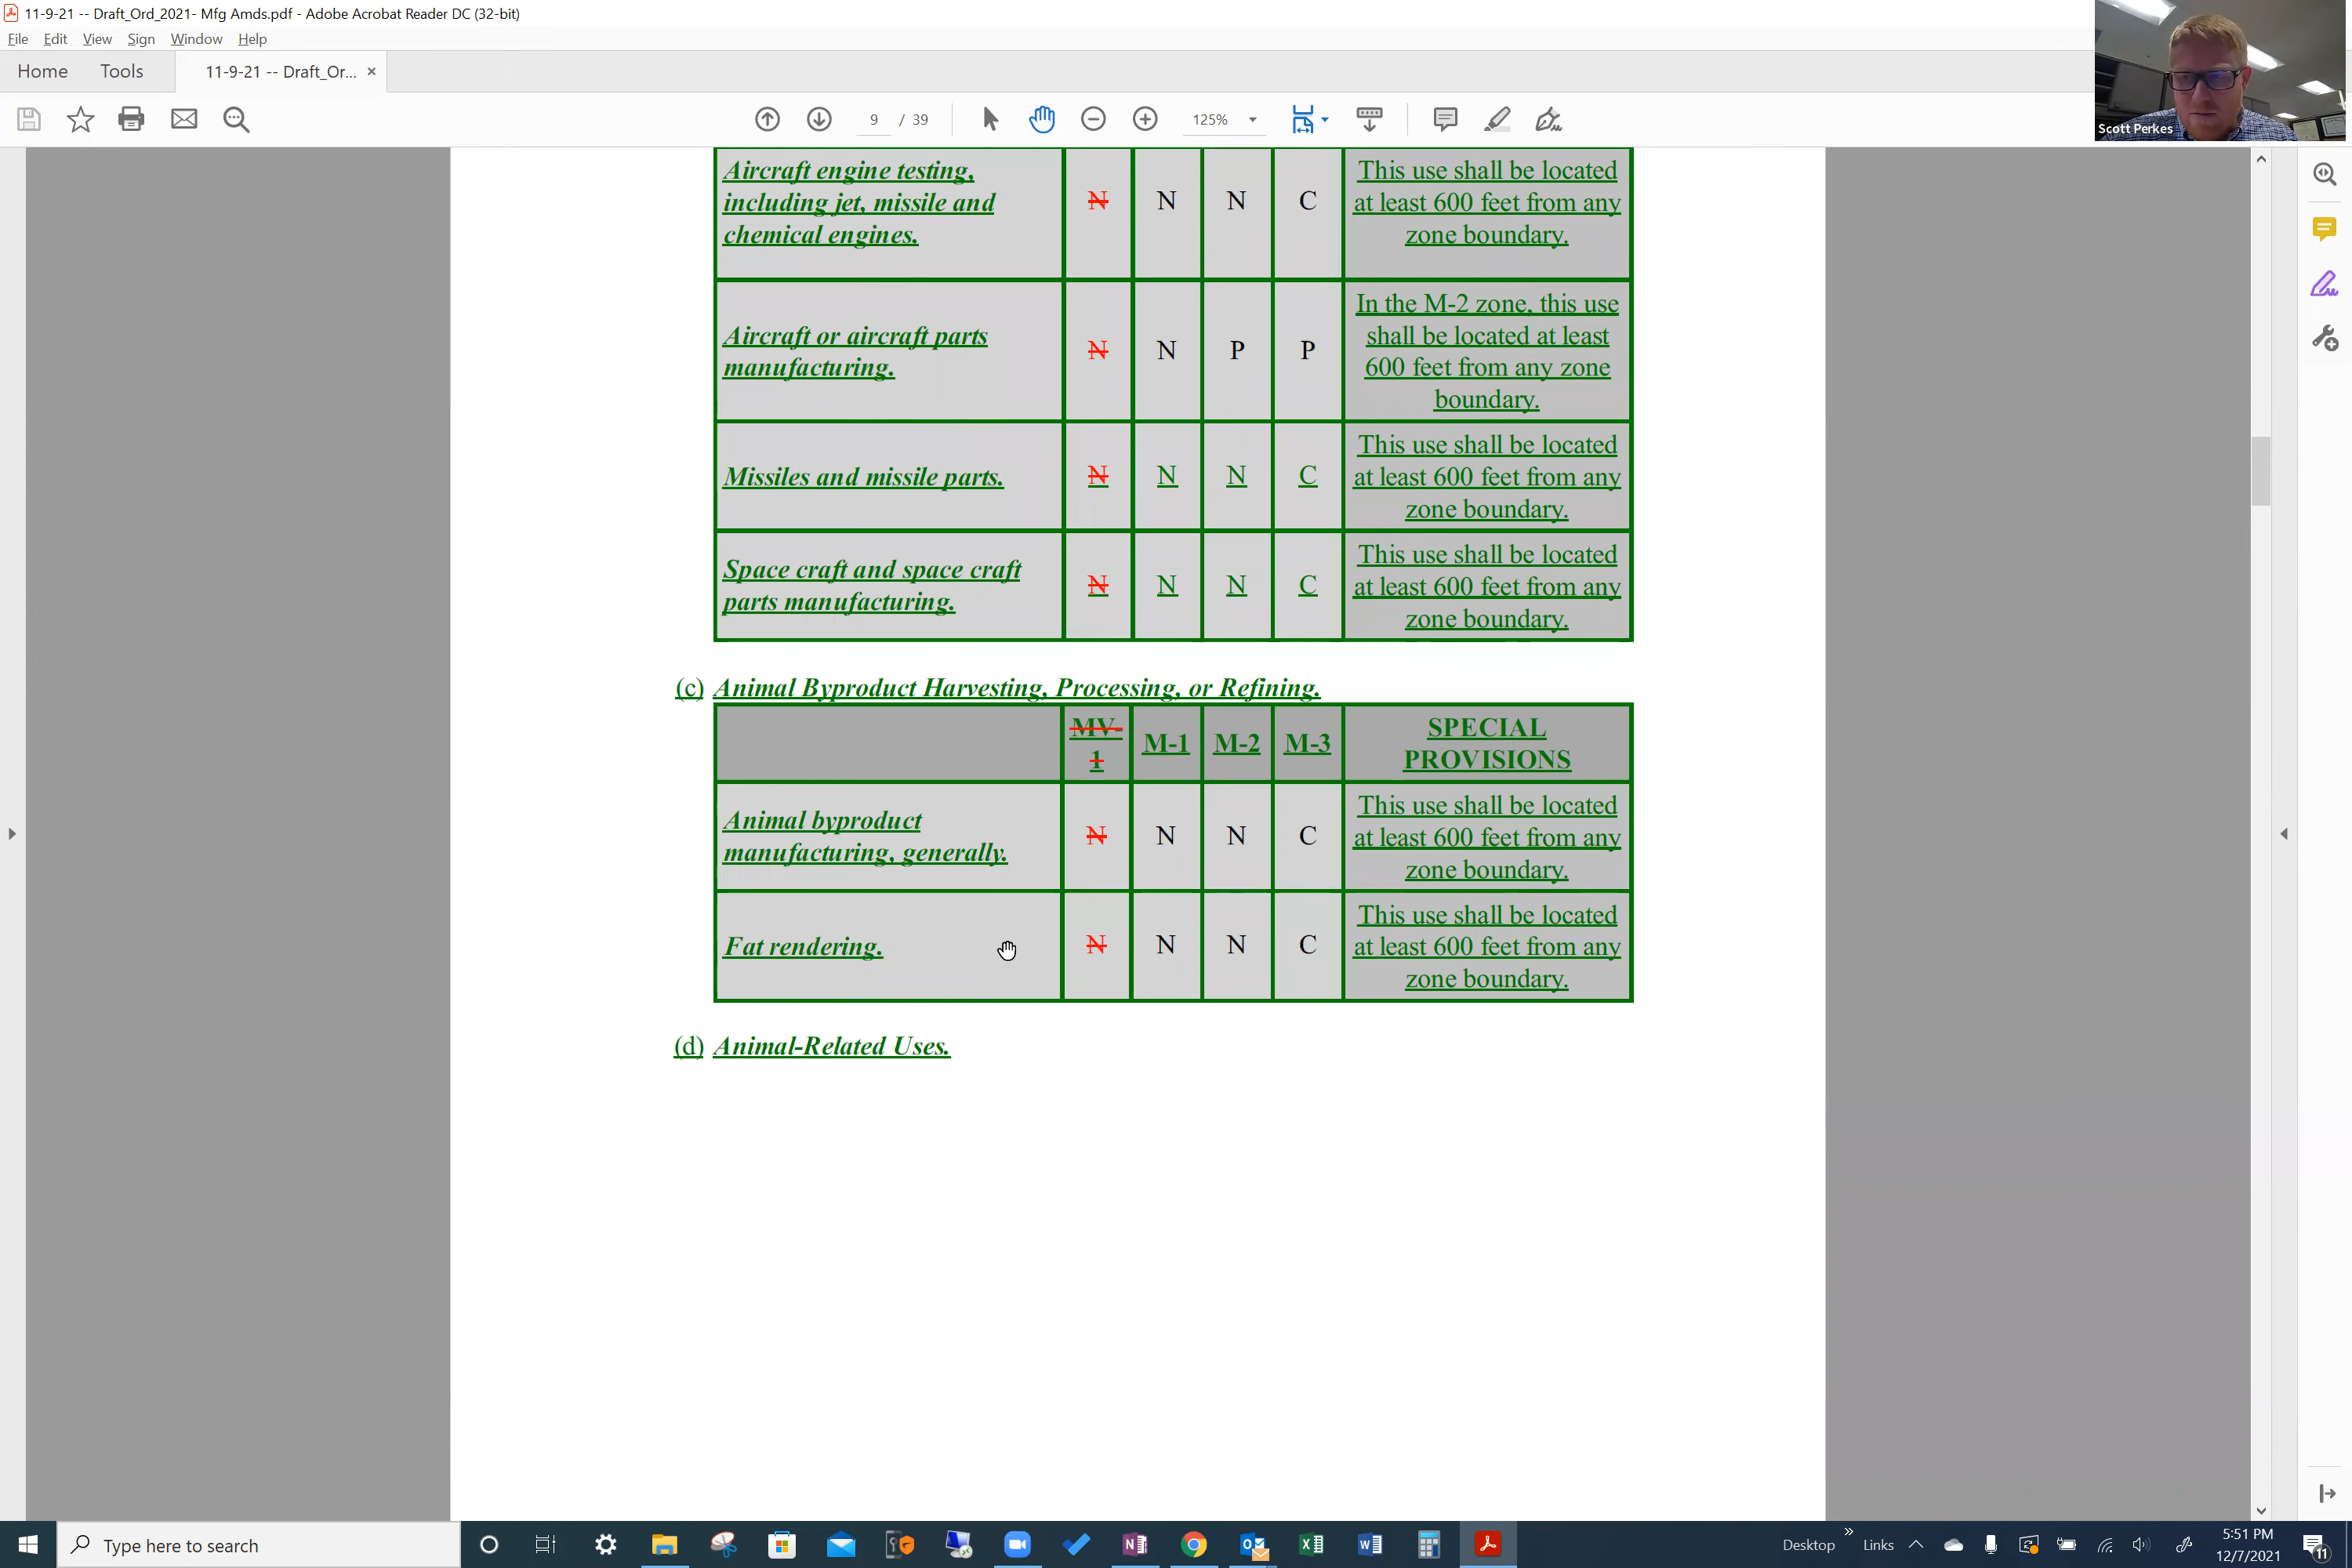 11-9-21 -- Draft_Ord_2021- Mfg Amds.pdf - Adobe Acrobat Reader DC (32-bit)
File Edit View Sign Window Help
Home Tools 11-9-21 -- Draft_Or... ×
9 / 39 125%
Scott Perkes
Aircraft engine testing,
including jet, missile and
chemical engines.
N N N C
This use shall be located
at least 600 feet from any
zone boundary.
Aircraft or aircraft parts
manufacturing.
N N P P
In the M-2 zone, this use
shall be located at least
600 feet from any zone
boundary.
Missiles and missile parts.
N N N C
This use shall be located
at least 600 feet from any
zone boundary.
Space craft and space craft
parts manufacturing.
N N N C
This use shall be located
at least 600 feet from any
zone boundary.
(c) Animal Byproduct Harvesting, Processing, or Refining.
MV-
1
M-1 M-2 M-3
SPECIAL
PROVISIONS
Animal byproduct
manufacturing, generally.
N N N C
This use shall be located
at least 600 feet from any
zone boundary.
Fat rendering.
N N N C
This use shall be located
at least 600 feet from any
zone boundary.
(d) Animal-Related Uses.
Type here to search
Desktop » Links
5:51 PM
12/7/2021
11